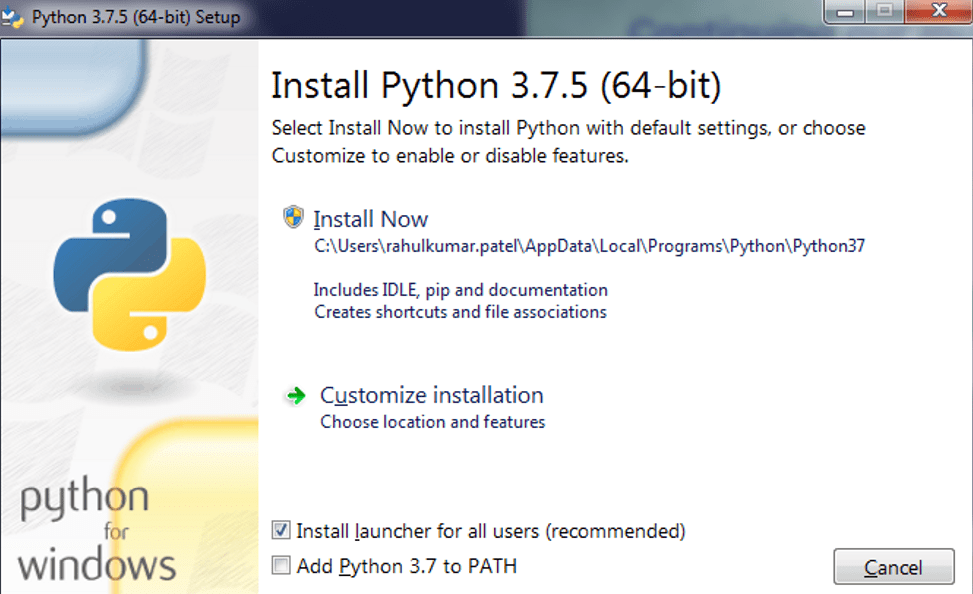 Python 3.7.5 (64-bit) Setup
Install Python 3.7.5 (64-bit)
Select Install Now to install Python with default settings, or choose
Customize to enable or disable features.
Install Now
C:\Users\rahulkumar.patel\AppData\Local\Programs\Python\Python37
Includes IDLE, pip and documentation
Creates shortcuts and file associations
Customize installation
Choose location and features
python
for
windows
Install launcher for all users (recommended)
Add Python 3.7 to PATH
Cancel